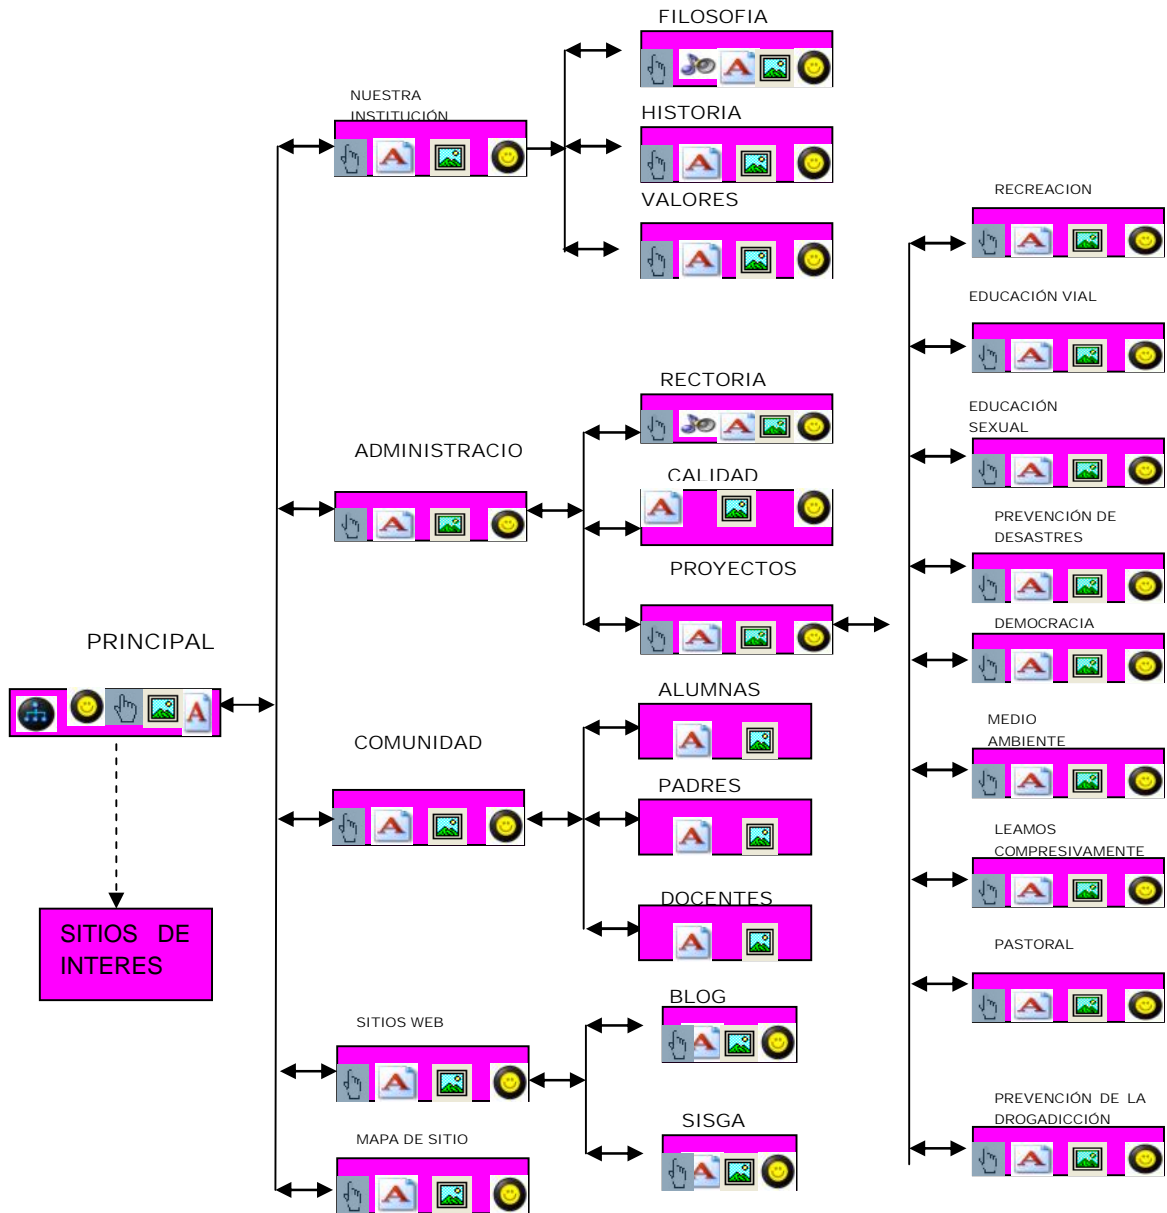 FILOSOFIA
NUESTRA
INSTITUCIÓN
HISTORIA
VALORES
RECREACION
EDUCACIÓN VIAL
RECTORIA
EDUCACIÓN
SEXUAL
ADMINISTRACIO
CALIDAD
PREVENCIÓN DE
DESASTRES
PROYECTOS
DEMOCRACIA
PRINCIPAL
ALUMNAS
COMUNIDAD
MEDIO
AMBIENTE
PADRES
LEAMOS
COMPRESIVAMENTE
DOCENTES
SITIOS DE
INTERES
PASTORAL
BLOG
SITIOS WEB
PREVENCIÓN DE LA
DROGADICCIÓN
SISGA
MAPA DE SITIO